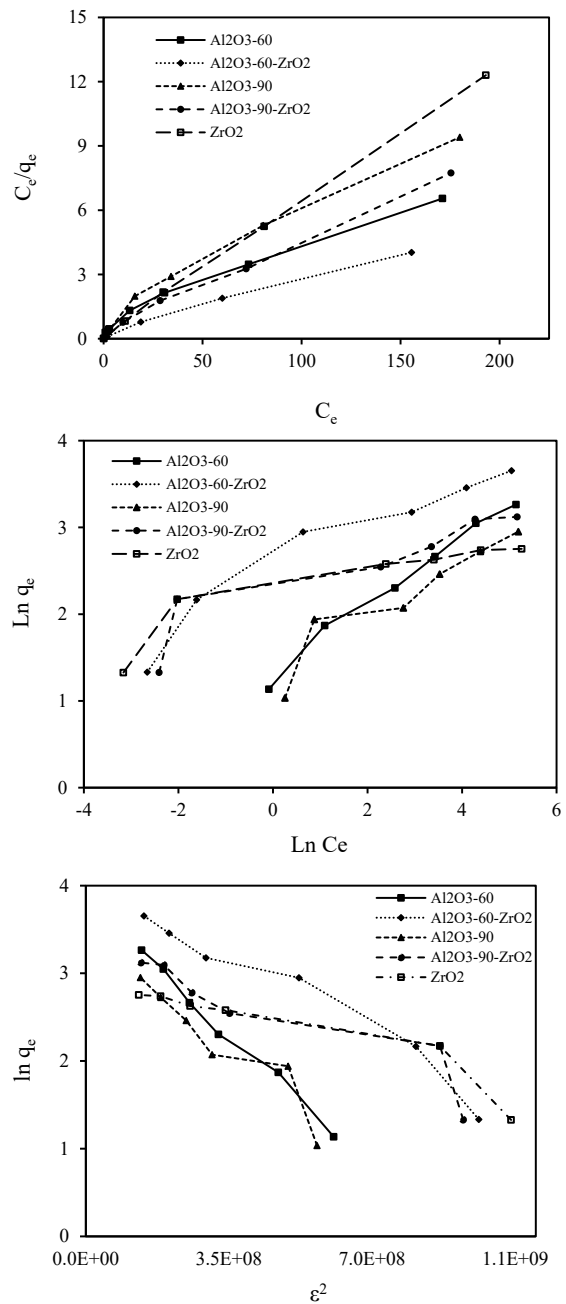 15
12
9
6
3
0
Ce/qe
Al2O3-60
Al2O3-60-ZrO2
Al2O3-90
Al2O3-90-ZrO2
ZrO2
0 50 100 150 200
Ce
4
3
2
1
0
Ln qe
Al2O3-60
Al2O3-60-ZrO2
Al2O3-90
Al2O3-90-ZrO2
ZrO2
-4 -2 0 2 4 6
Ln Ce
4
3
2
1
0
ln qe
Al2O3-60
Al2O3-60-ZrO2
Al2O3-90
Al2O3-90-ZrO2
ZrO2
0.0E+00 3.5E+08 7.0E+08 1.1E+09
ε²